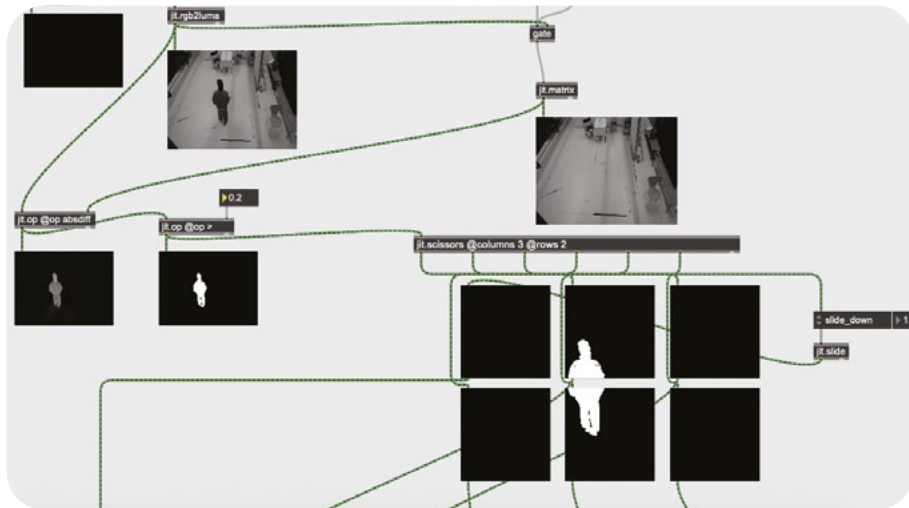 jit.rgb2luma
gate
jit.matrix
0.2
jit.op @op absdiff
jit.op @op >
jit.scissors @columns 3 @rows 2
slide_down
1.
jit.slide